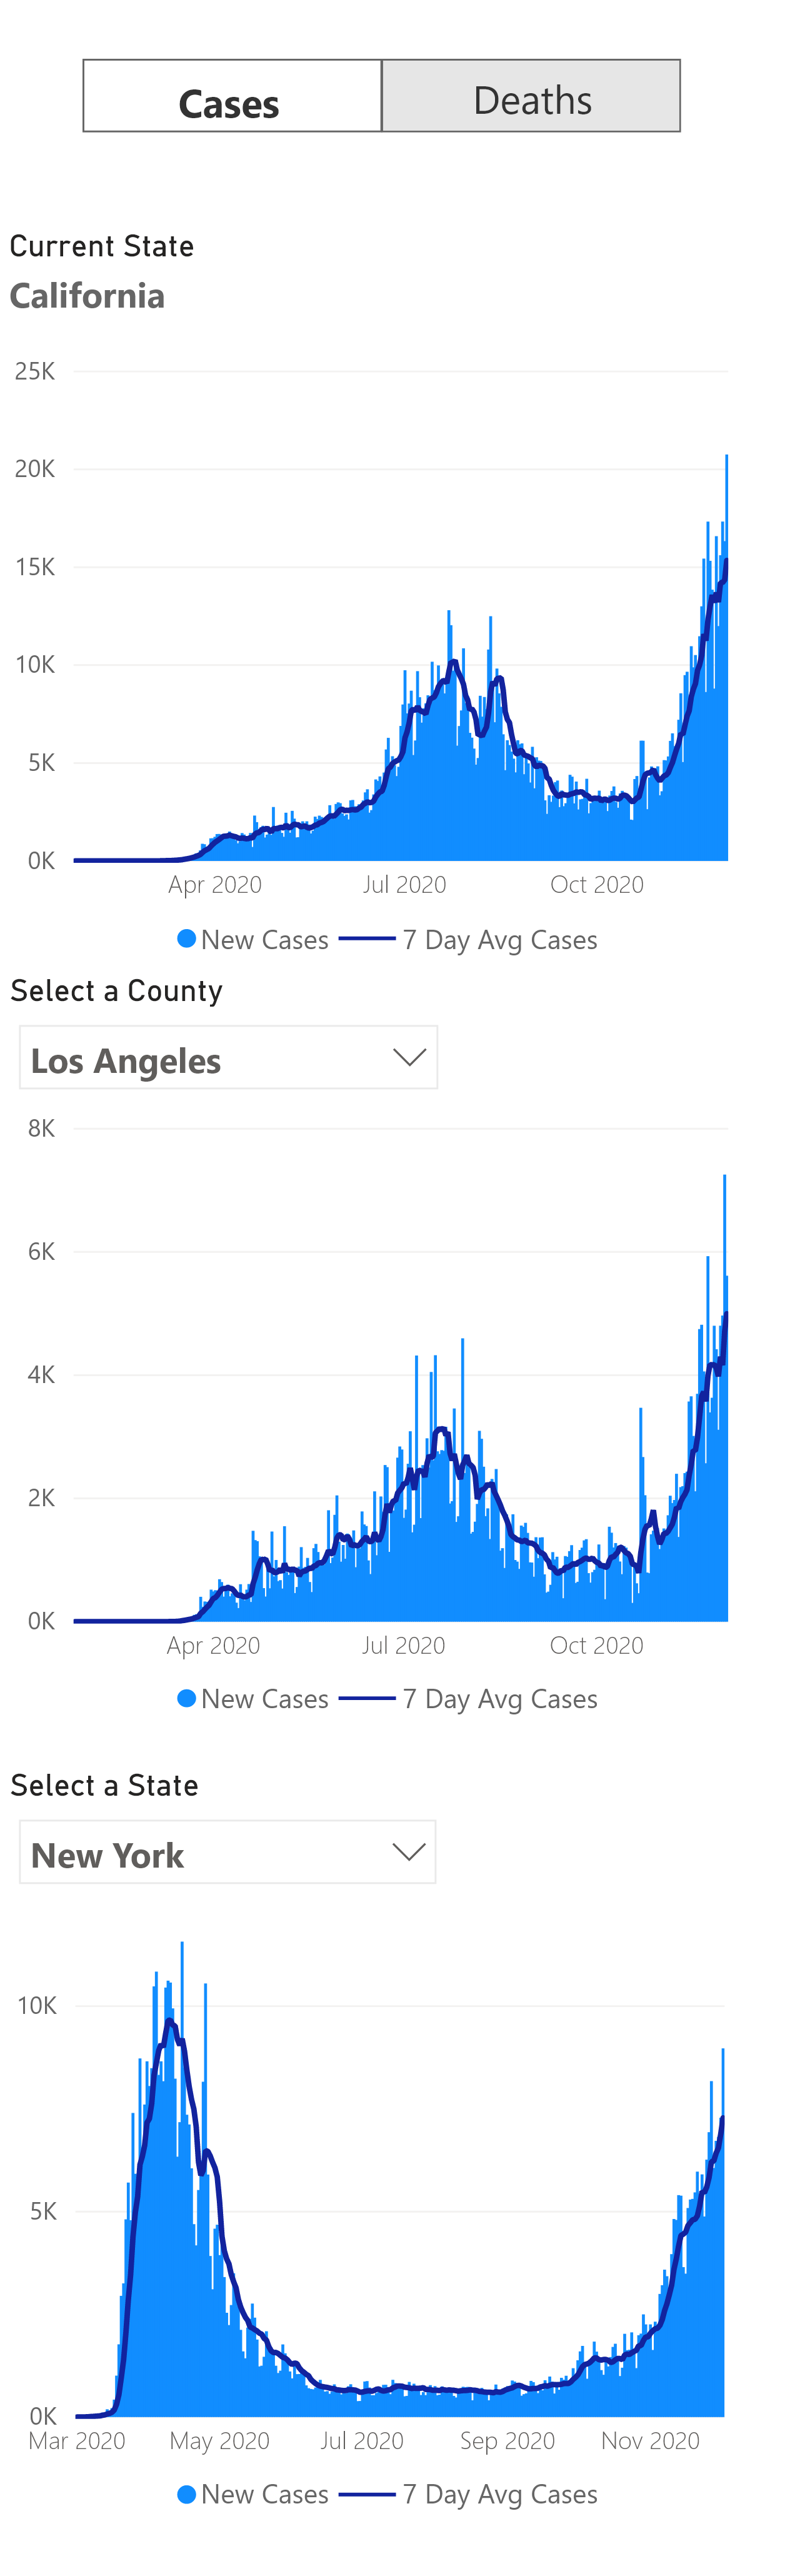 Cases Deaths
Current State
California
25K
20K
15K
10K
5K
0K
Apr 2020 Jul 2020 Oct 2020
New Cases 7 Day Avg Cases
Select a County
Los Angeles
8K
6K
4K
2K
0K
Apr 2020 Jul 2020 Oct 2020
New Cases 7 Day Avg Cases
Select a State
New York
10K
5K
0K
Mar 2020 May 2020 Jul 2020 Sep 2020 Nov 2020
New Cases 7 Day Avg Cases